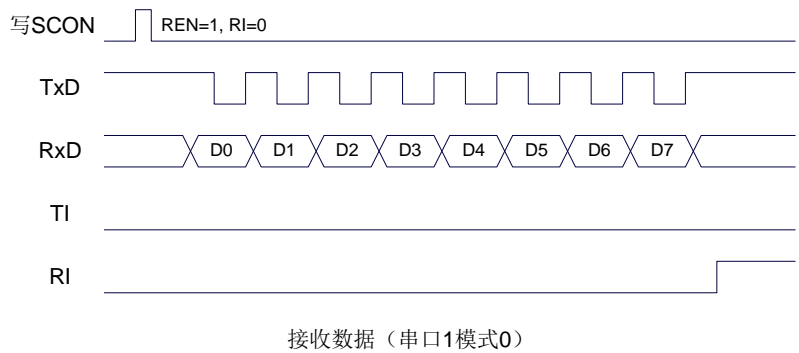 写SCON REN=1, RI=0
TxD
RxD D0 D1 D2 D3 D4 D5 D6 D7
TI
RI
接收数据（串口1模式0）